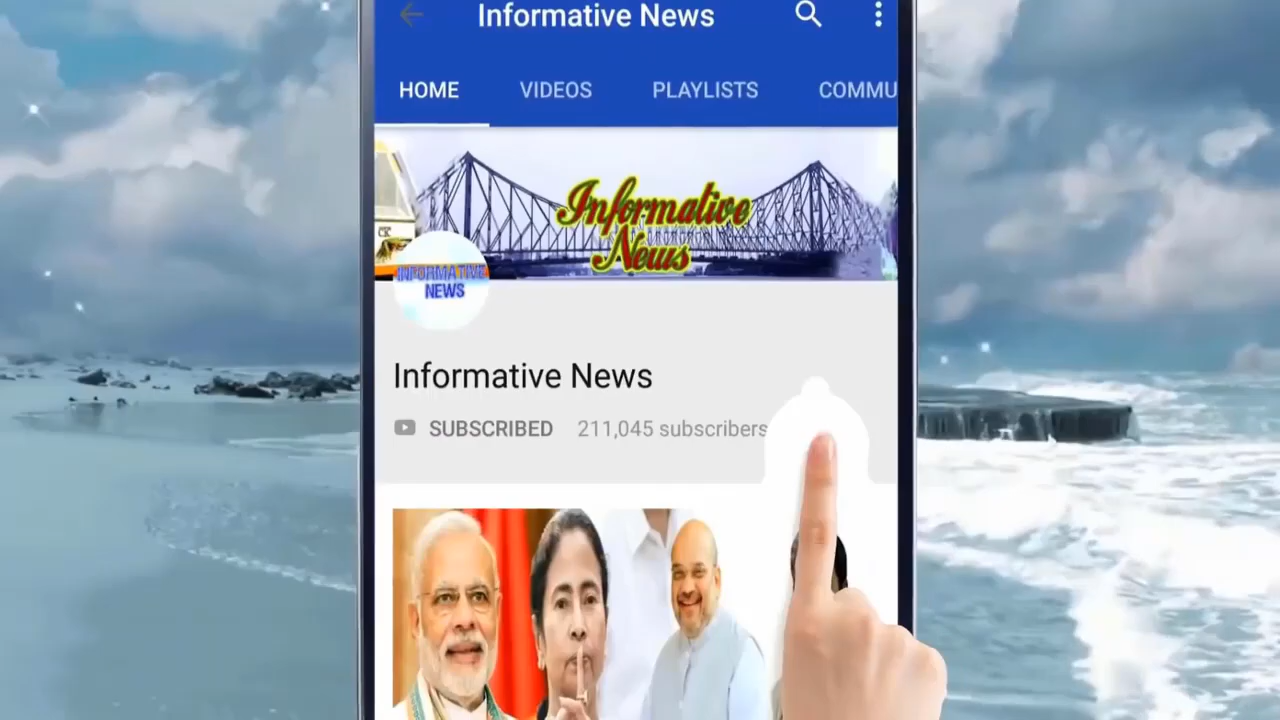 Informative News
HOME VIDEOS PLAYLISTS COMMU
Informative
News
INFORMATIVE
NEWS
Informative News
SUBSCRIBED 211,045 subscribers